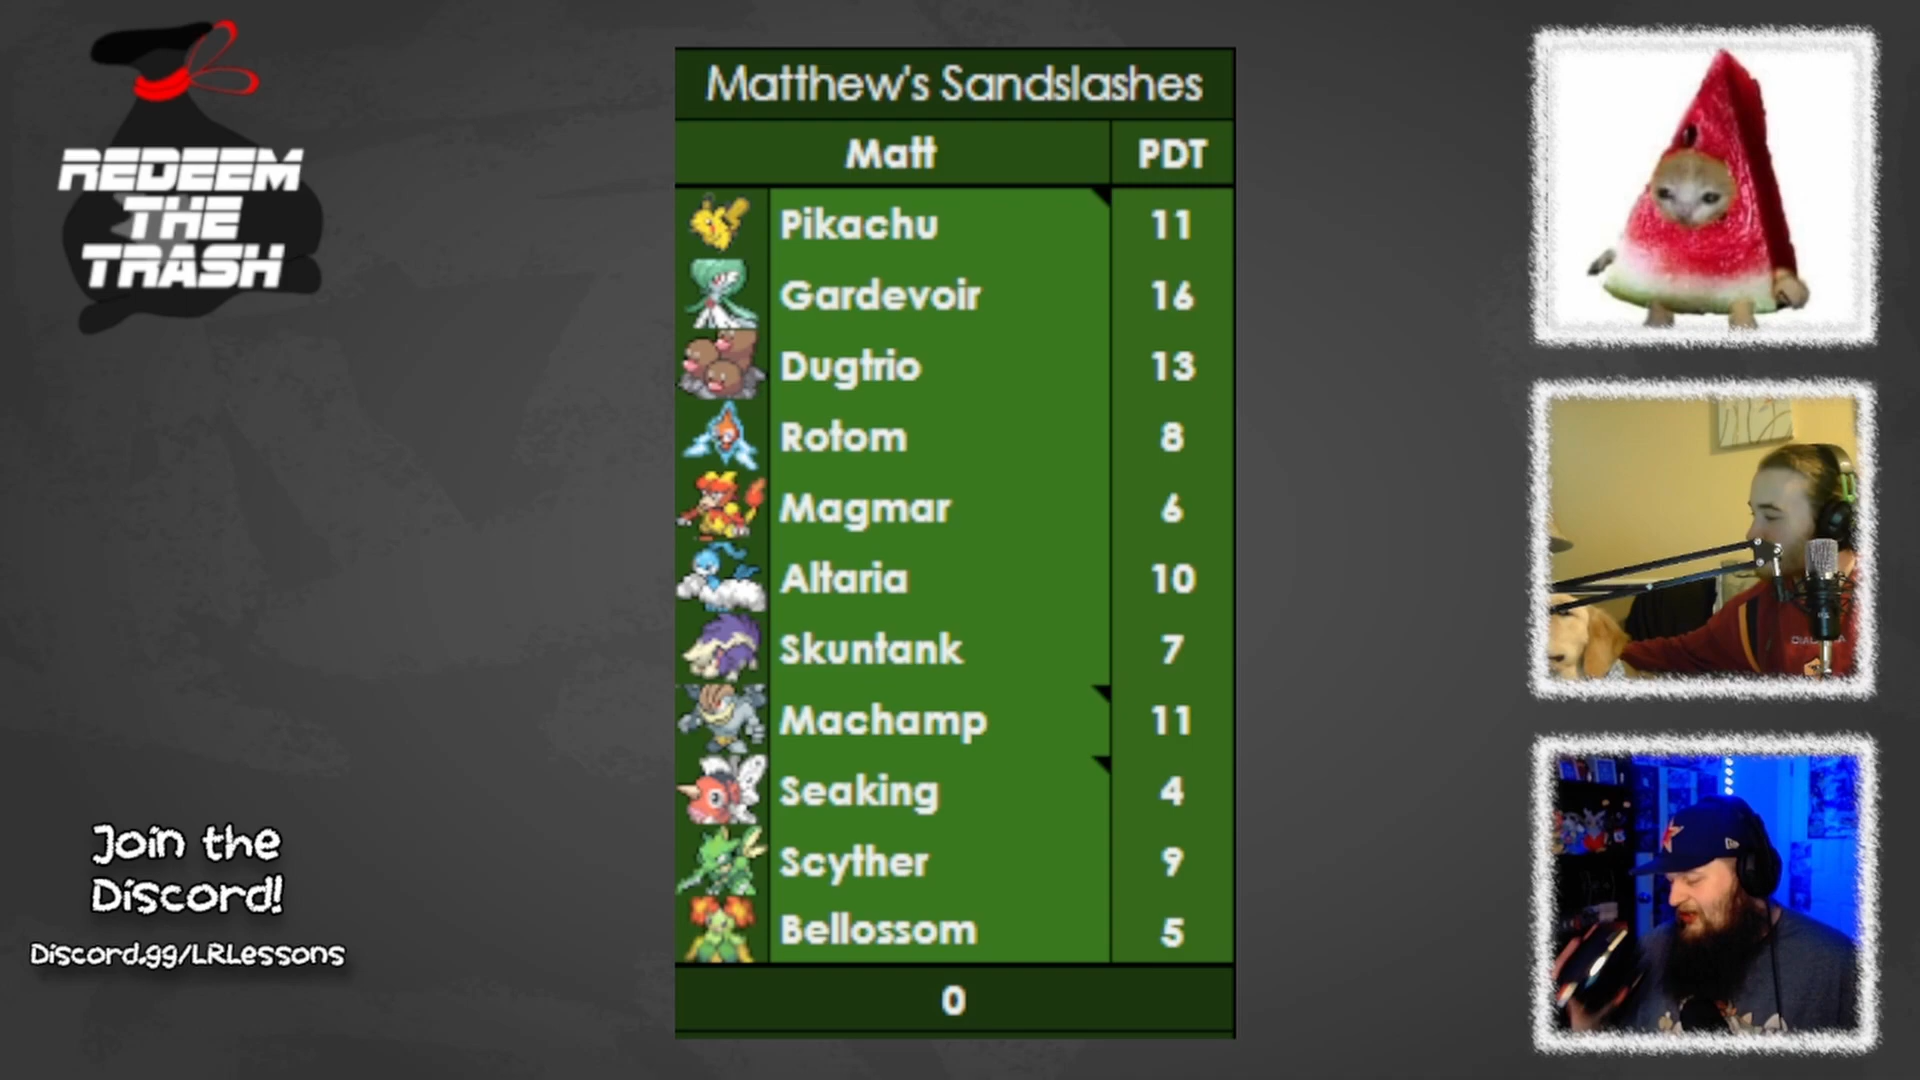 REDEEM
THE
TRASH
Matthew's Sandslashes
Matt PDT
Pikachu 11
Gardevoir 16
Dugtrio 13
Rotom 8
Magmar 6
Altaria 10
Skuntank 7
Machamp 11
Seaking 4
Scyther 9
Bellossom 5
0
Join the
Discord!
Discord.gg/LRLessons